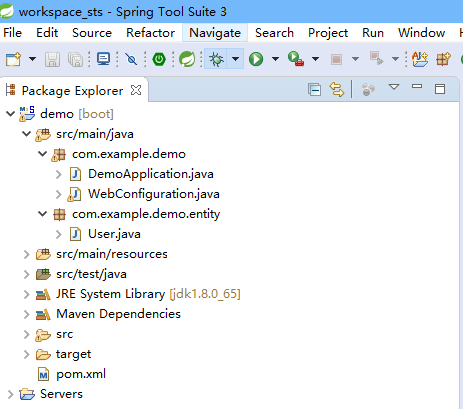 workspace_sts - Spring Tool Suite 3
File Edit Source Refactor Navigate Search Project Run Window
Package Explorer
demo [boot]
src/main/java
com.example.demo
DemoApplication.java
WebConfiguration.java
com.example.demo.entity
User.java
src/main/resources
src/test/java
JRE System Library [jdk1.8.0_65]
Maven Dependencies
src
target
pom.xml
Servers